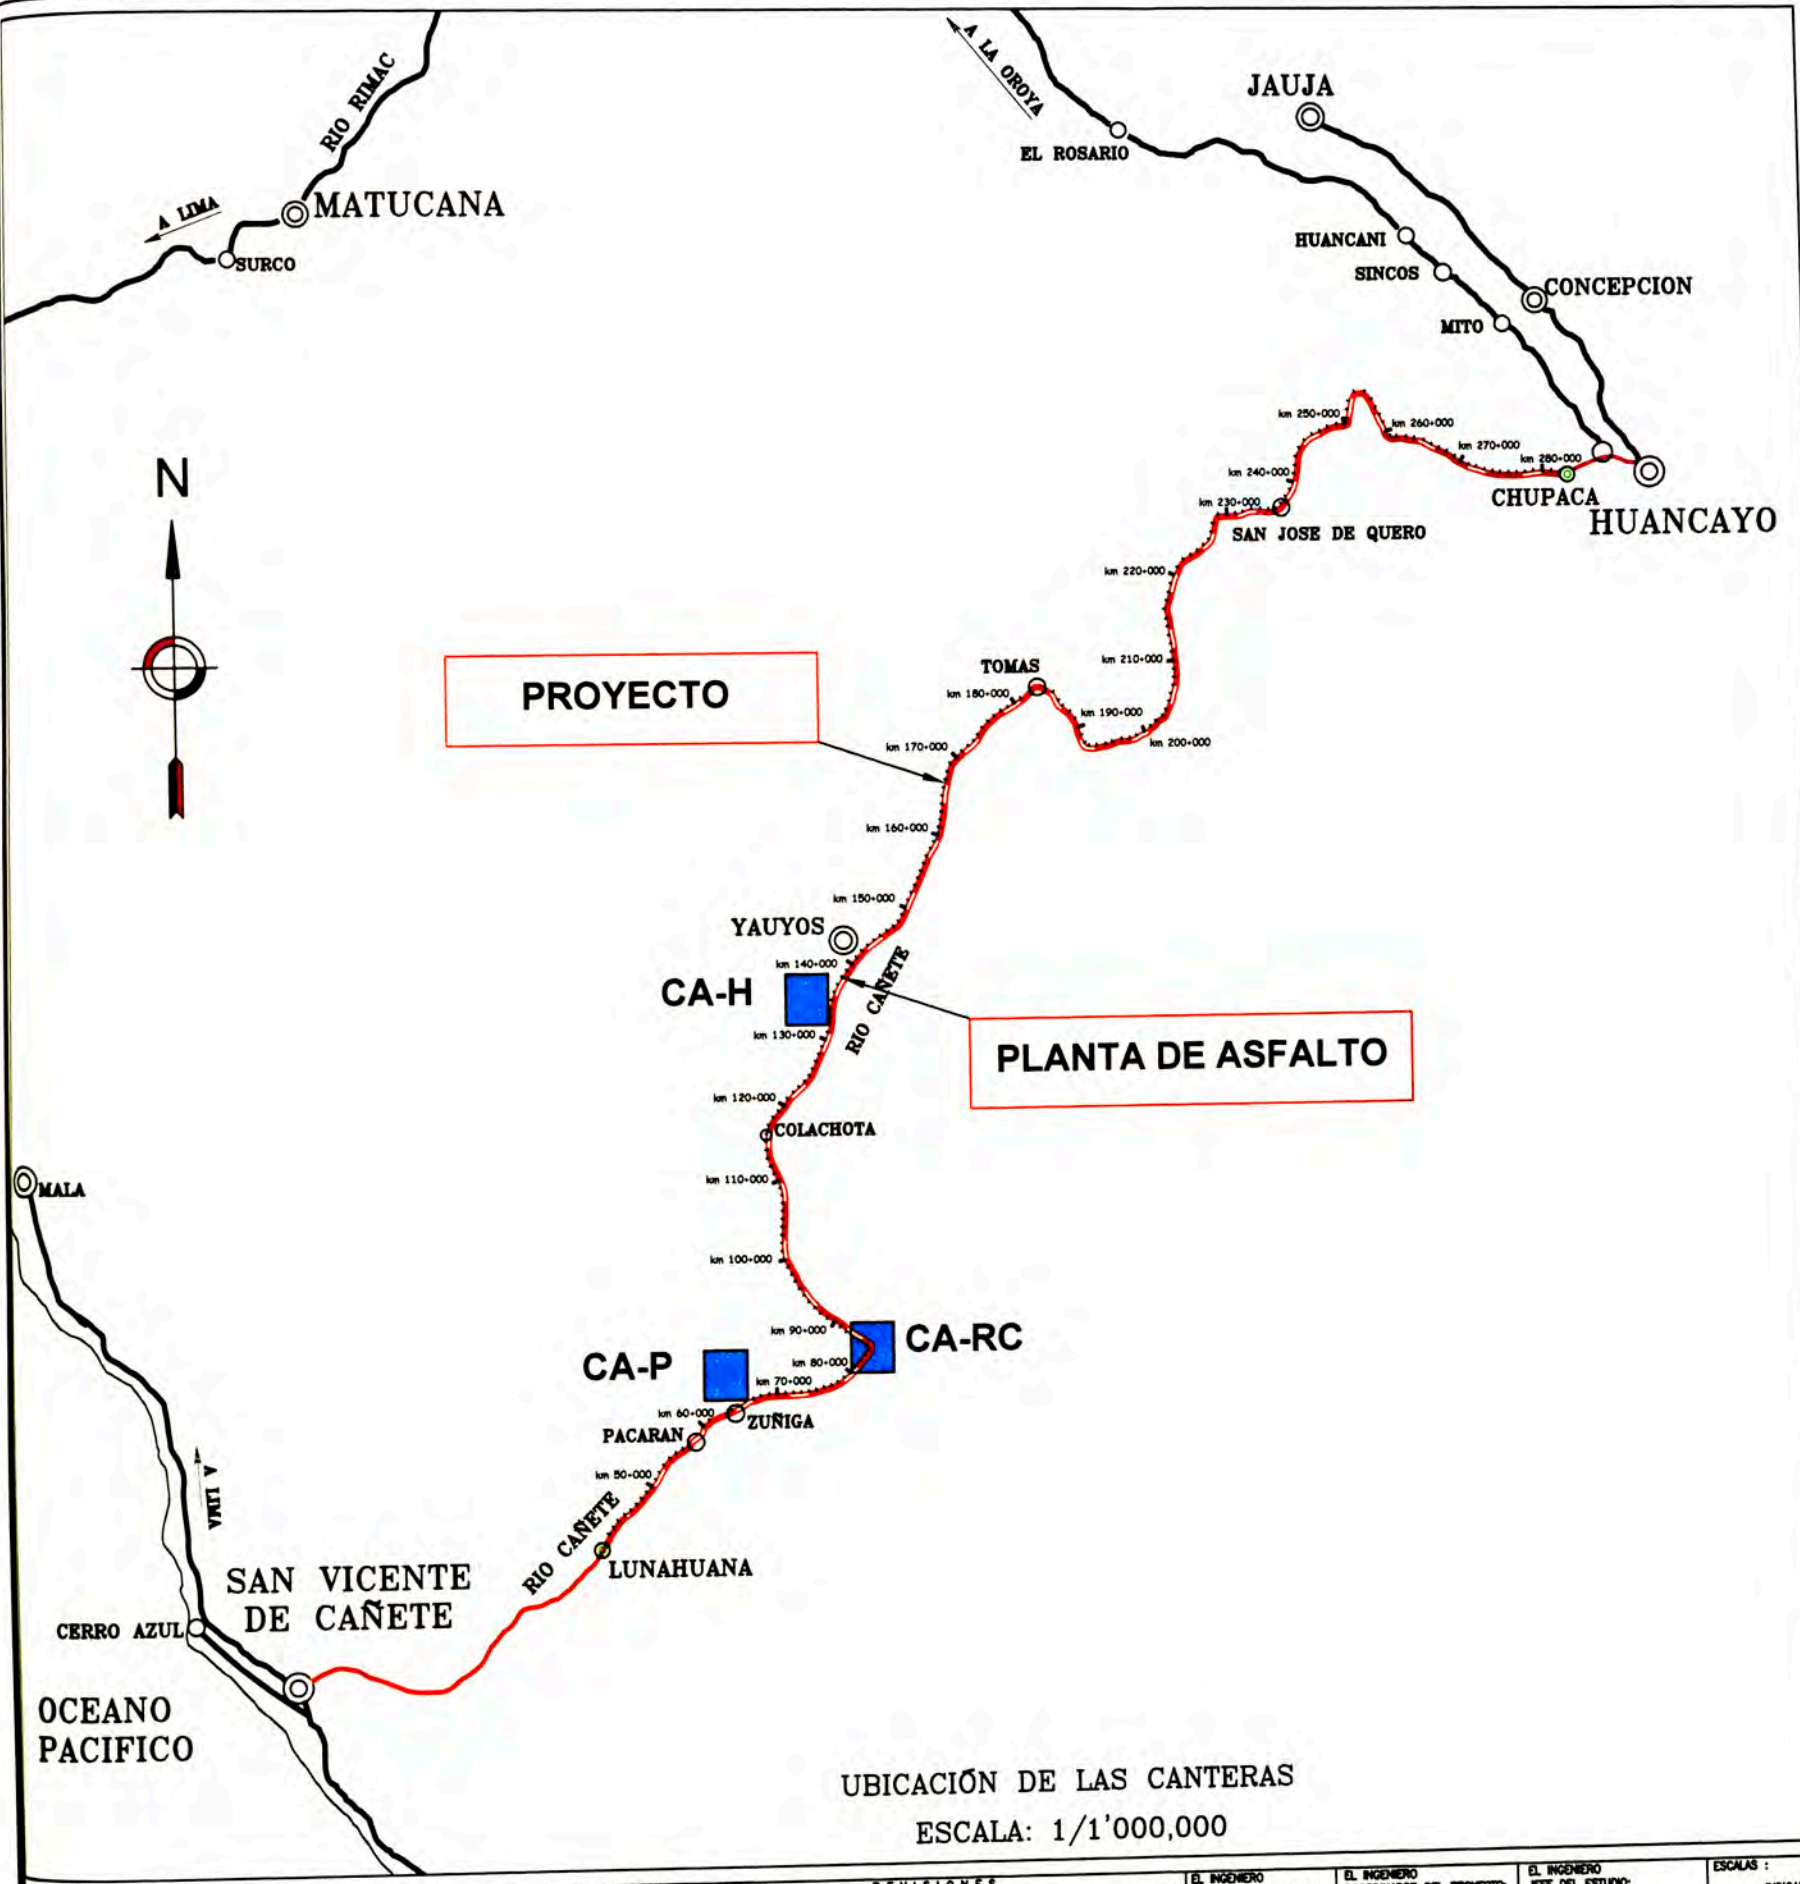 RIO RIMAC
A LIMA
MATUCANA
SURCO
A LA OROYA
EL ROSARIO
JAUJA
HUANCANI
SINCOS
CONCEPCION
MITO
km 250+000
km 260+000
km 270+000
km 280+000
km 240+000
km 230+000
CHUPACA
HUANCAYO
SAN JOSE DE QUERO
N
km 220+000
km 210+000
TOMAS
PROYECTO
km 180+000
km 190+000
km 200+000
km 170+000
km 160+000
km 150+000
YAUYOS
km 140+000
CA-H
RIO CAÑETE
km 130+000
PLANTA DE ASFALTO
km 120+000
COLACHOTA
MALA
km 110+000
km 100+000
km 90+000
CA-RC
CA-P
km 80+000
km 70+000
km 60+000
ZUÑIGA
PACARAN
km 50+000
A LIMA
RIO CAÑETE
LUNAHUANA
SAN VICENTE
DE CAÑETE
CERRO AZUL
OCEANO
PACIFICO
UBICACIÓN DE LAS CANTERAS
ESCALA: 1/1'000,000
EL INGENIERO
EL INGENIERO
EL INGENIERO
ESCALAS :